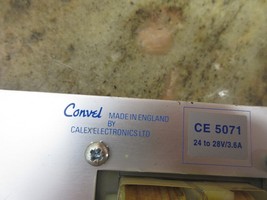 Convel MADE IN ENGLAND
BY
CALEX ELECTRONICS LTD
CE 5071
24 to 28V/3.6A